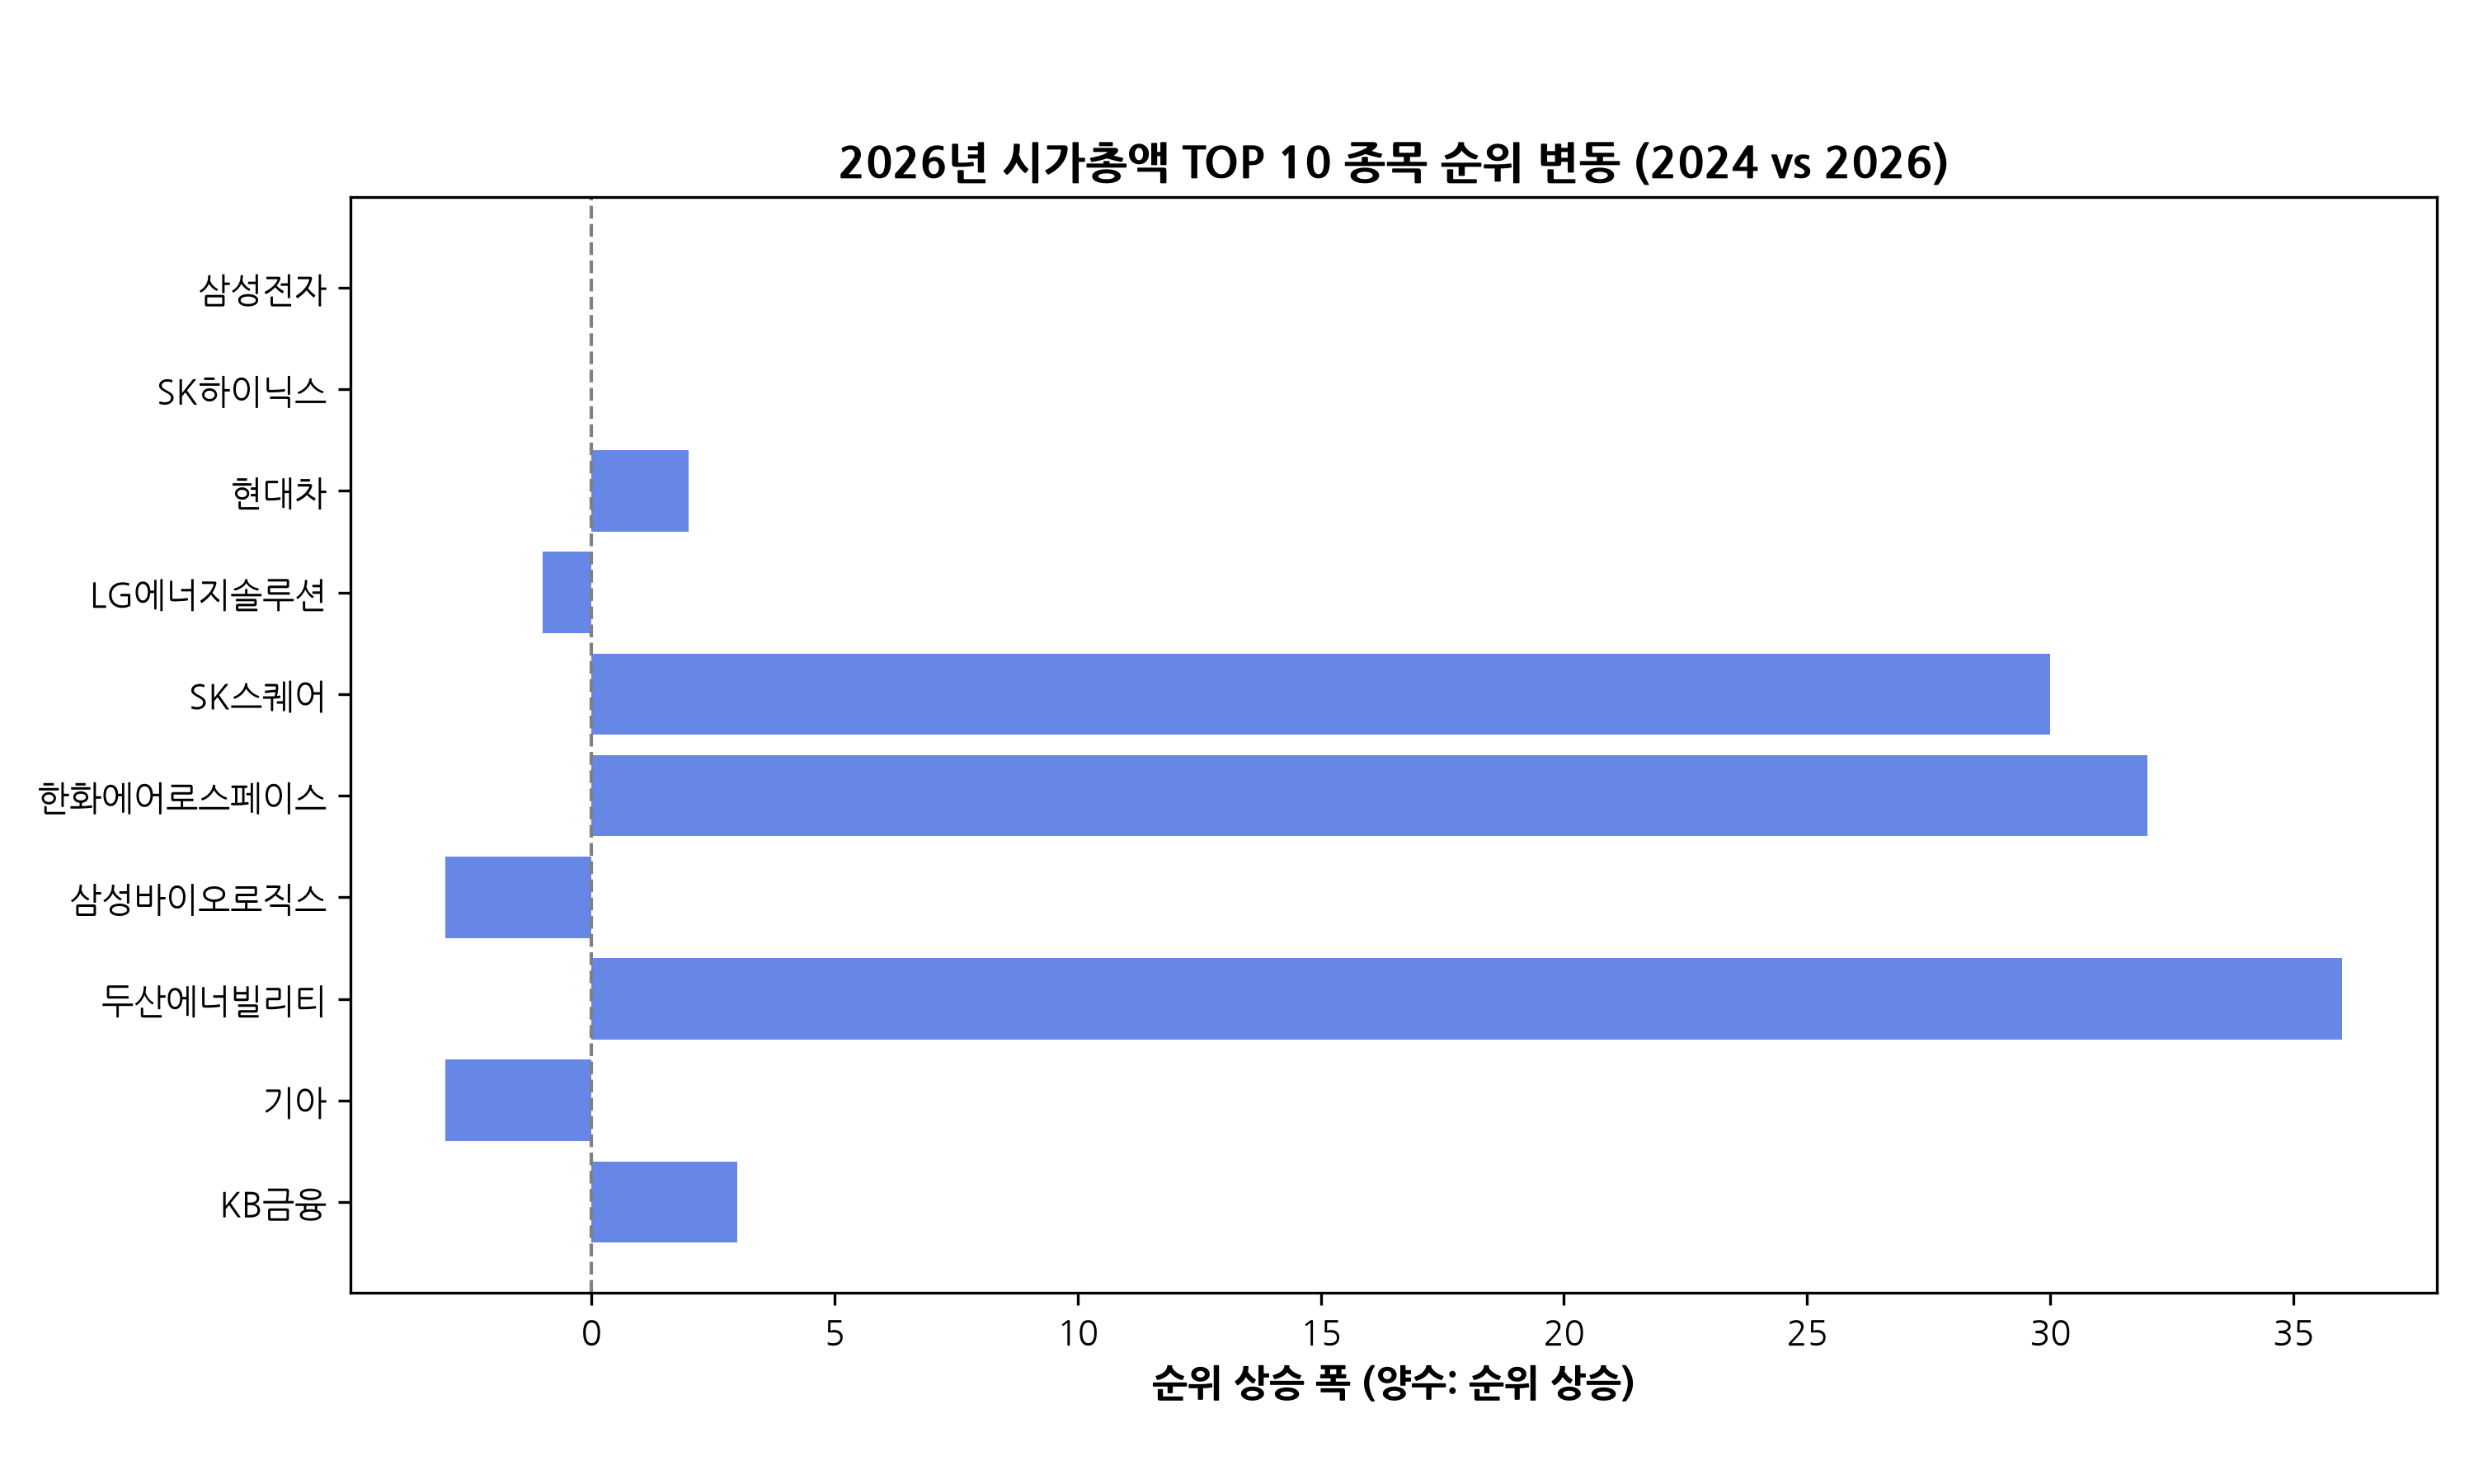 2026년 시가총액 TOP 10 종목 순위 변동 (2024 vs 2026)
삼성전자
SK하이닉스
현대차
LG에너지솔루션
SK스퀘어
한화에어로스페이스
삼성바이오로직스
두산에너빌리티
기아
KB금융
0 5 10 15 20 25 30 35
순위 상승 폭 (양수: 순위 상승)